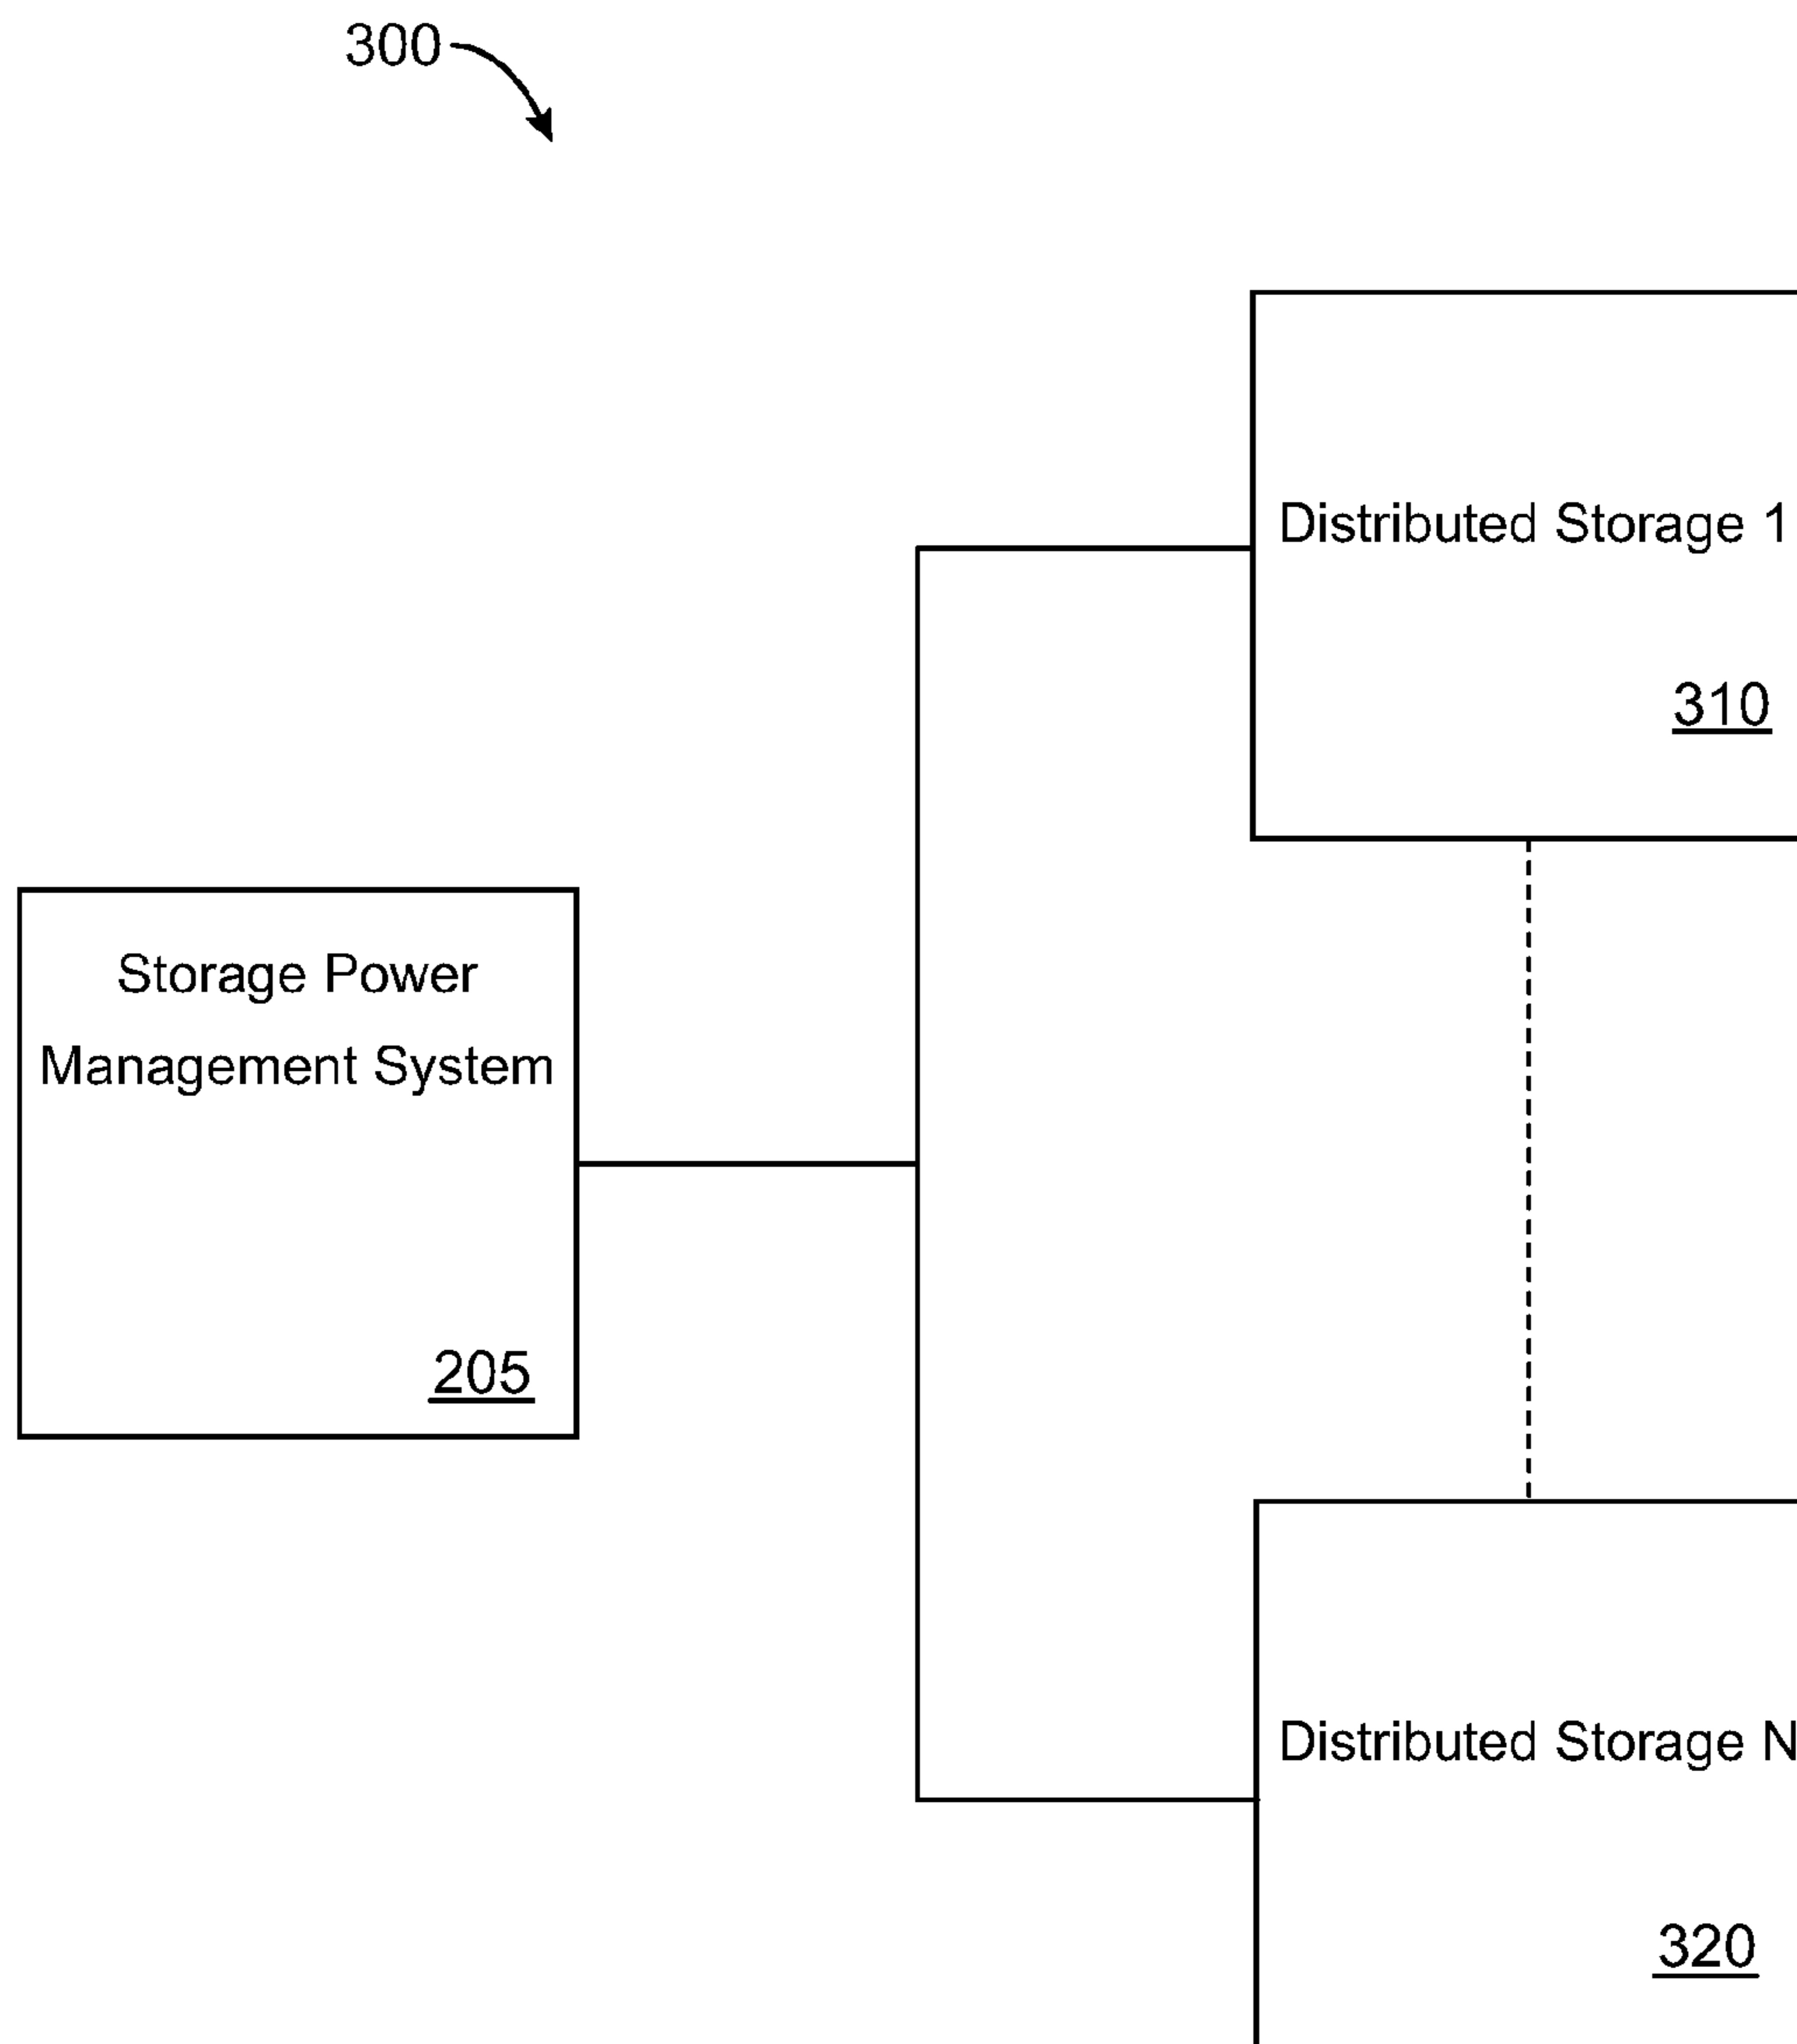 300
Distributed Storage 1
310
Storage Power
Management System
205
Distributed Storage N
320